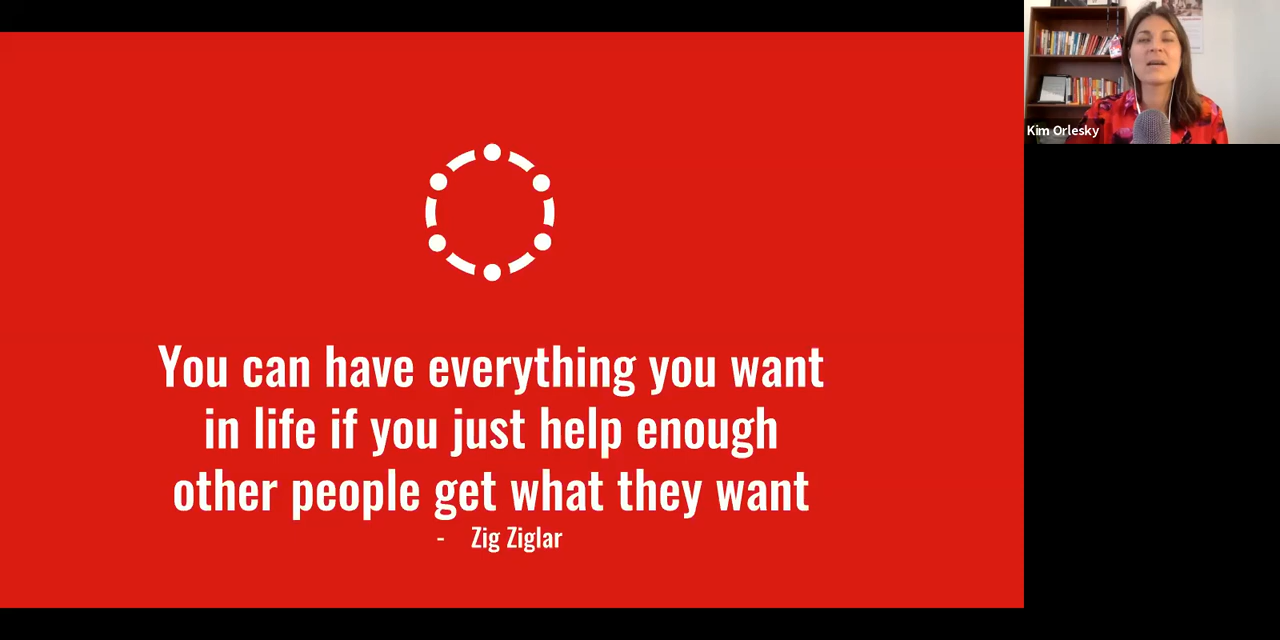 You can have everything you want
in life if you just help enough
other people get what they want
- Zig Ziglar
Kim Orlesky